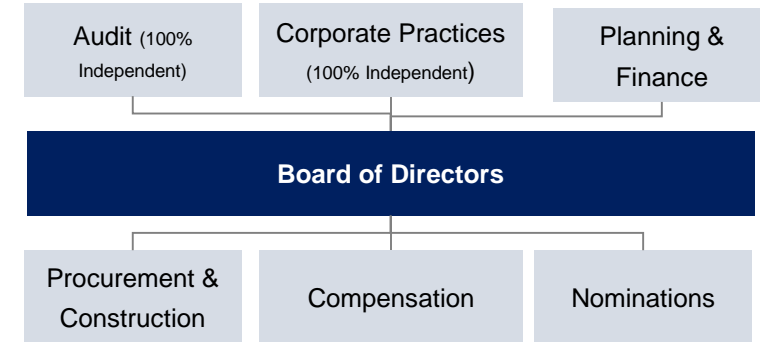 Audit (100%
Independent)
Corporate Practices
(100% Independent)
Planning &
Finance
Board of Directors
Procurement &
Construction
Compensation
Nominations